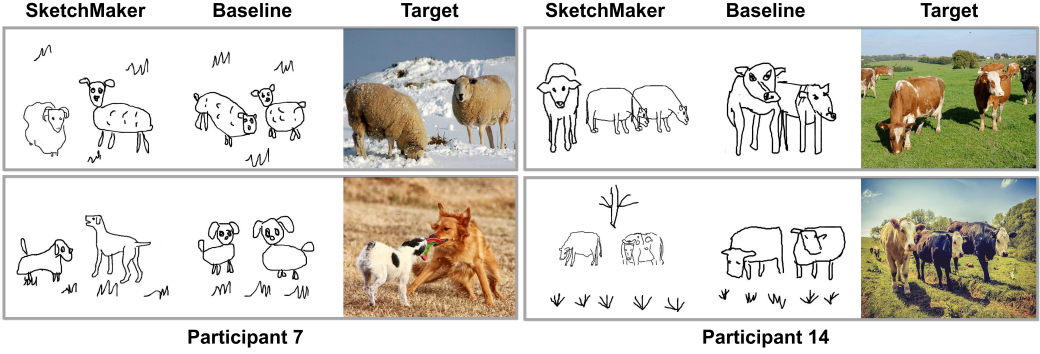 SketchMaker Baseline Target SketchMaker Baseline Target
Participant 7 Participant 14